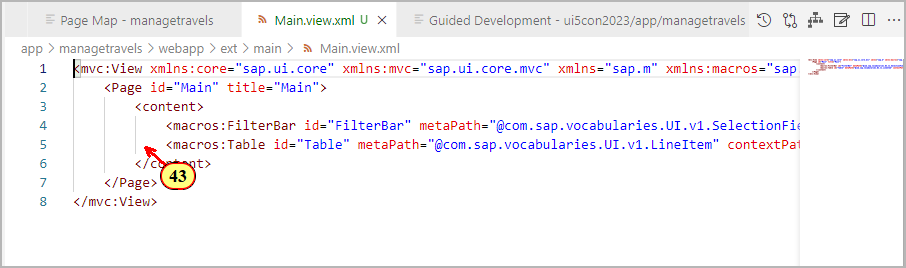 Page Map - managetravels
Main.view.xml U
Guided Development - ui5con2023/app/managetravels
app > managetravels > webapp > ext > main > Main.view.xml
1 <mvc:View xmlns:core="sap.ui.core" xmlns:mvc="sap.ui.core.mvc" xmlns="sap.m" xmlns:macros="sap.
2 <Page id="Main" title="Main">
3 <content>
4 <macros:FilterBar id="FilterBar" metaPath="@com.sap.vocabularies.UI.v1.SelectionFie
5 <macros:Table id="Table" metaPath="@com.sap.vocabularies.UI.v1.LineItem" contextPat
6 </content>
43
7 </Page>
8 </mvc:View>